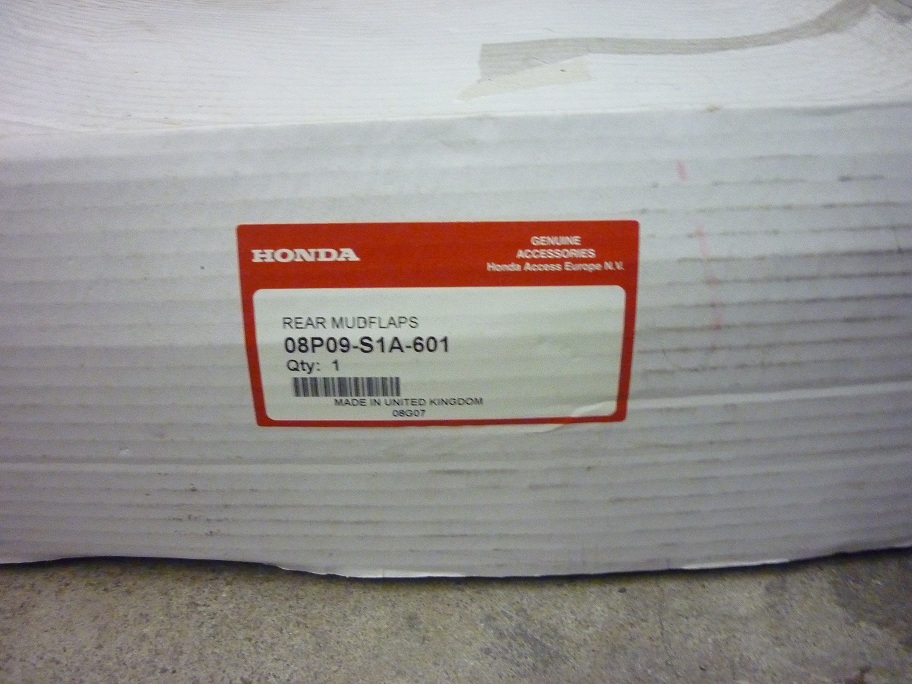 HONDA
GENUINE
ACCESSORIES
Honda Access Europe N.V.
REAR MUDFLAPS
08P09-S1A-601
Qty: 1
MADE IN UNITED KINGDOM
08G07